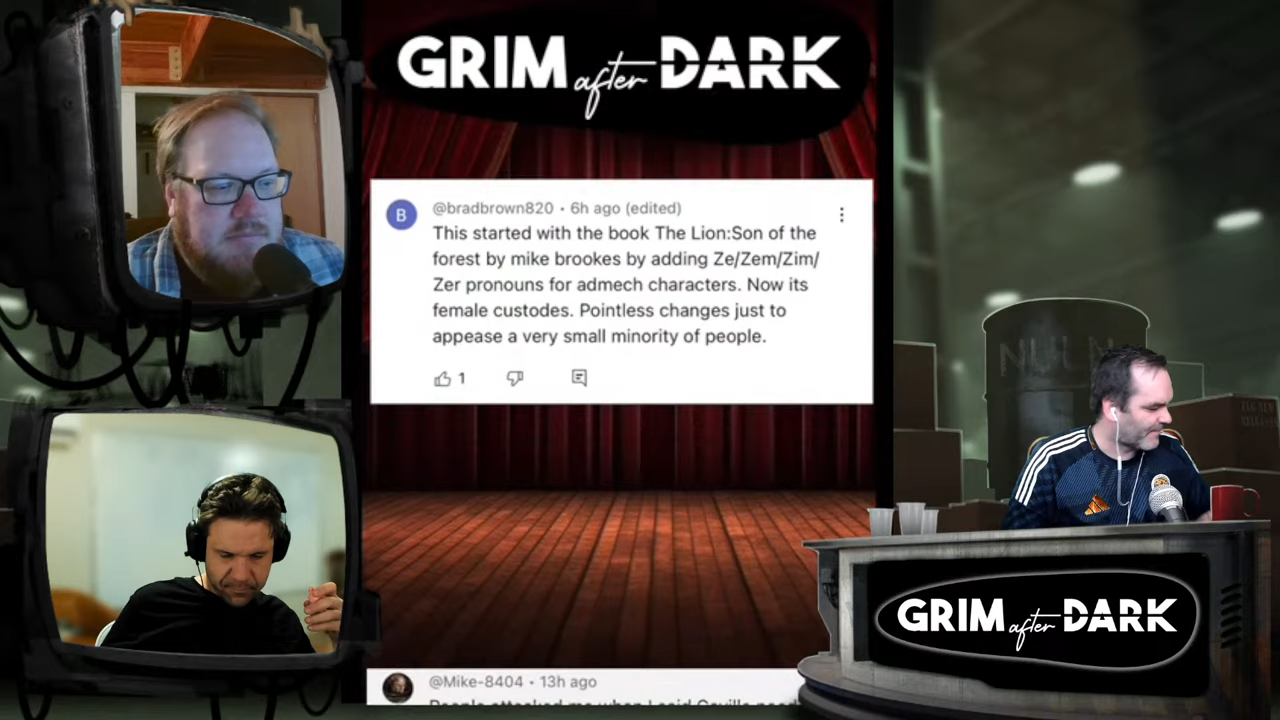 GRIM after DARK
B
@bradbrown820 • 6h ago (edited)
This started with the book The Lion:Son of the
forest by mike brookes by adding Ze/Zem/Zim/
Zer pronouns for admech characters. Now its
female custodes. Pointless changes just to
appease a very small minority of people.
1
NULN
GRIM after DARK
@Mike-8404 • 13h ago